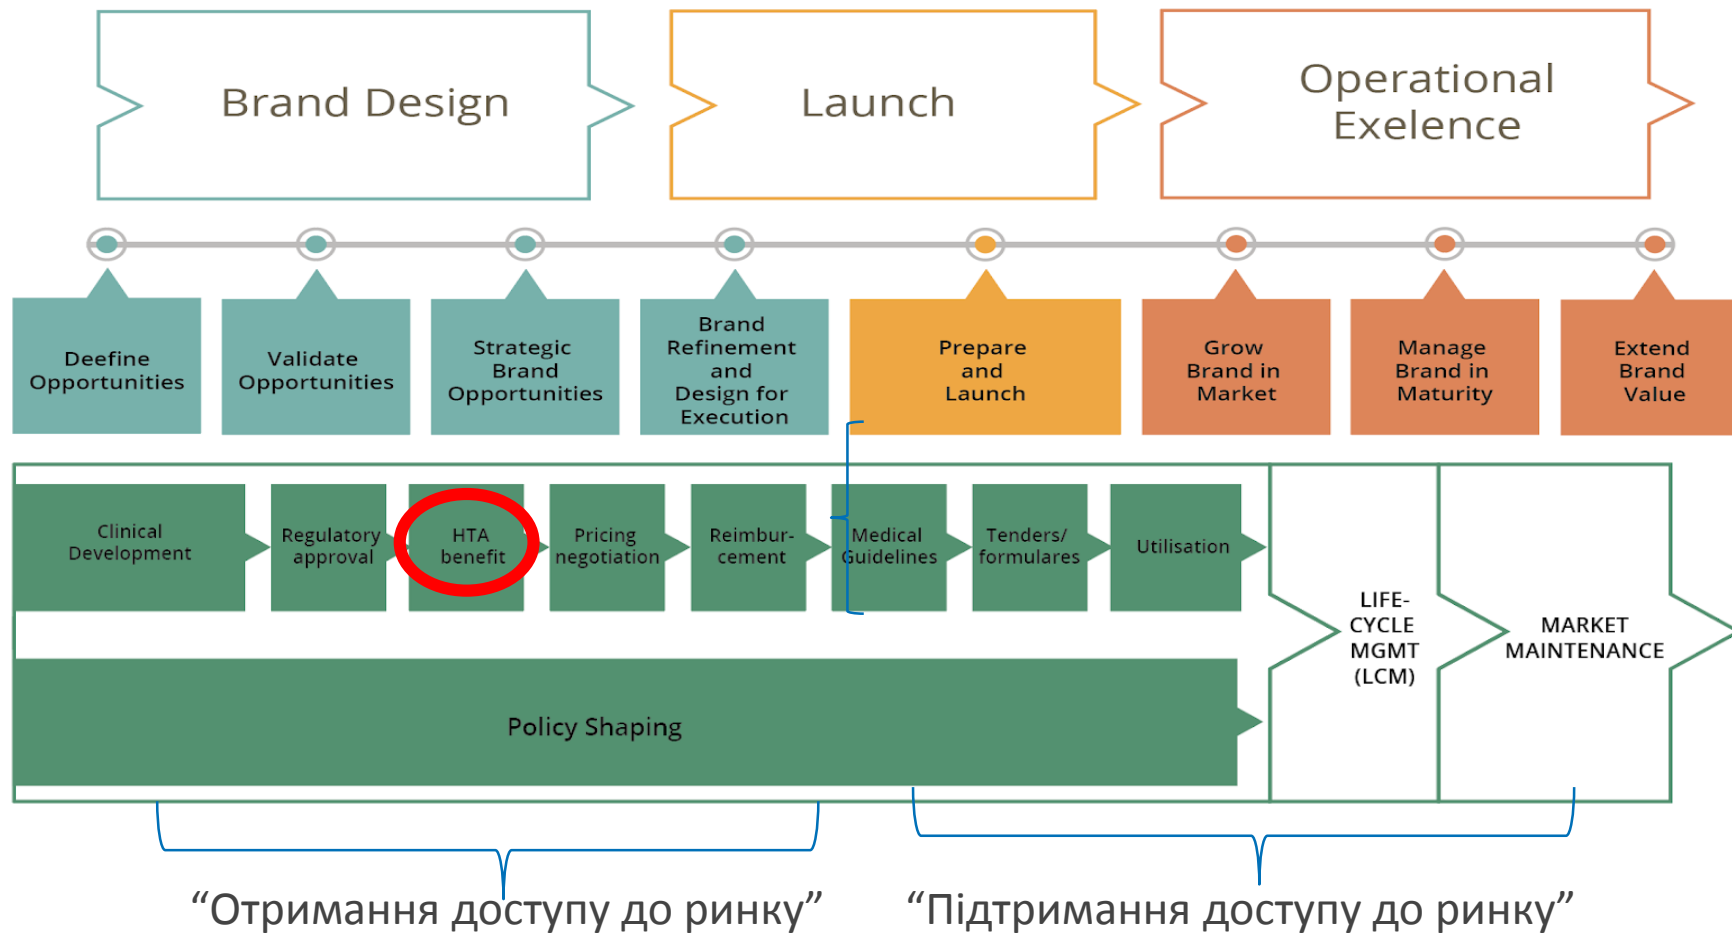 Brand Design
Launch
Operational
Exelence
Deefine
Opportunities
Validate
Opportunities
Strategic
Brand
Opportunities
Brand
Refinement
and
Design for
Execution
Prepare
and
Launch
Grow
Brand in
Market
Manage
Brand in
Maturity
Extend
Brand
Value
Clinical
Development
Regulatory
approval
HTA
benefit
Pricing
negotiation
Reimbur-
cement
Medical
Guidelines
Tenders/
formulares
Utilisation
LIFE-
CYCLE
MGMT
(LCM)
MARKET
MAINTENANCE
Policy Shaping
“Отримання доступу до ринку”
“Підтримання доступу до ринку”